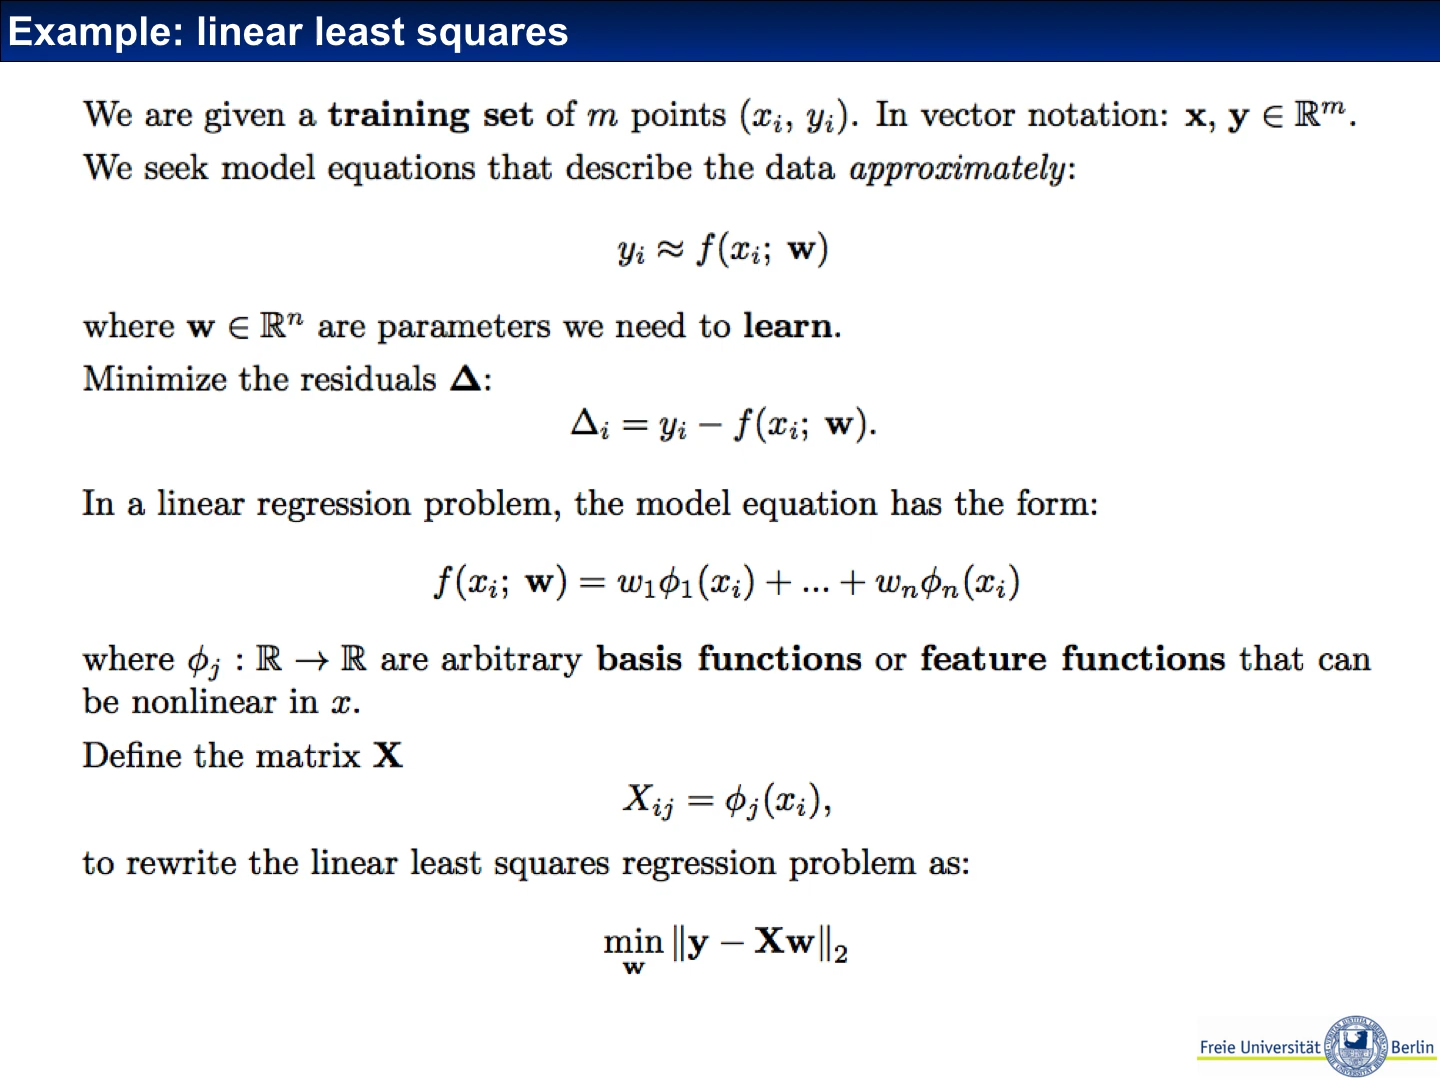 Example: linear least squares
We are given a training set of m points (xᵢ, yᵢ). In vector notation: x, y ∈ ℝᵐ.
We seek model equations that describe the data approximately:
yᵢ ≈ f(xᵢ; w)
where w ∈ ℝⁿ are parameters we need to learn.
Minimize the residuals Δ:
Δᵢ = yᵢ − f(xᵢ; w).
In a linear regression problem, the model equation has the form:
f(xᵢ; w) = w₁ϕ₁(xᵢ) + ... + wₙϕₙ(xᵢ)
where ϕⱼ : ℝ → ℝ are arbitrary basis functions or feature functions that can
be nonlinear in x.
Define the matrix X
Xᵢⱼ = ϕⱼ(xᵢ),
to rewrite the linear least squares regression problem as:
min ‖y − Xw‖₂
w
Freie Universität Berlin